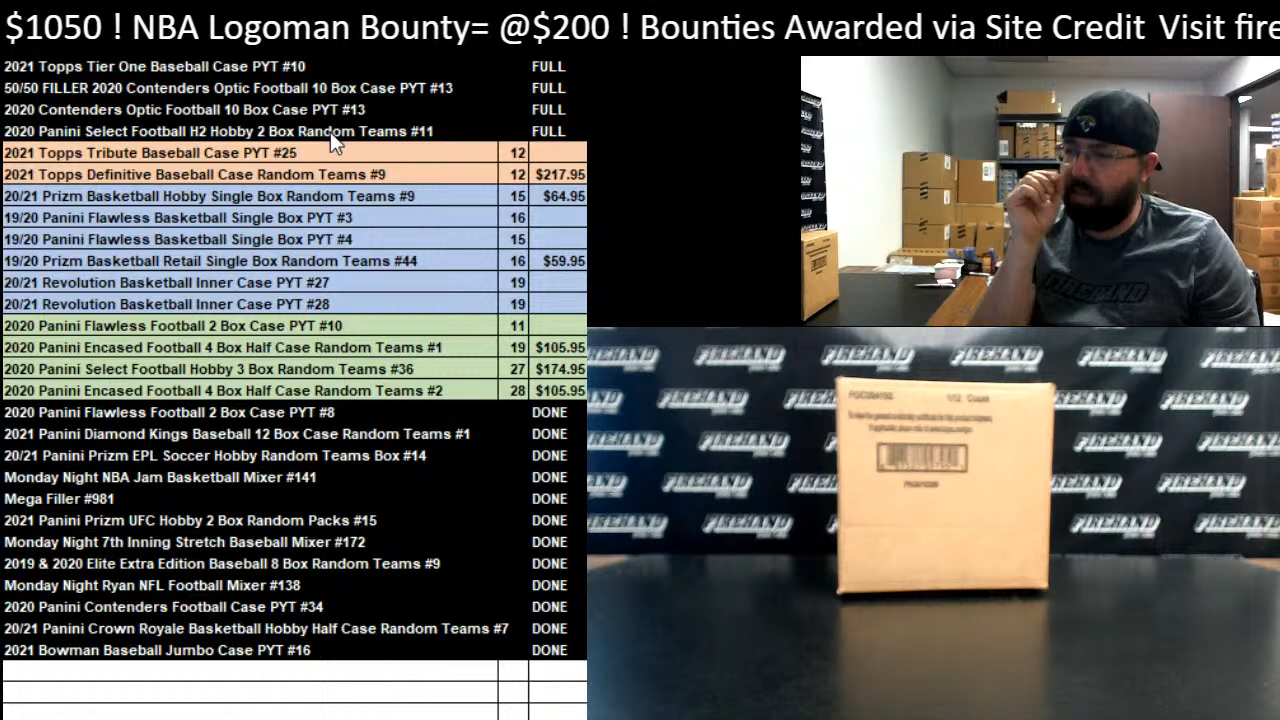 $1050 ! NBA Logoman Bounty= @$200 ! Bounties Awarded via Site Credit Visit fire
2021 Topps Tier One Baseball Case PYT #10 FULL
50/50 FILLER 2020 Contenders Optic Football 10 Box Case PYT #13 FULL
2020 Contenders Optic Football 10 Box Case PYT #13 FULL
2020 Panini Select Football H2 Hobby 2 Box Random Teams #11 FULL
2021 Topps Tribute Baseball Case PYT #25 12
2021 Topps Definitive Baseball Case Random Teams #9 12 $217.95
20/21 Prizm Basketball Hobby Single Box Random Teams #9 15 $64.95
19/20 Panini Flawless Basketball Single Box PYT #3 16
19/20 Panini Flawless Basketball Single Box PYT #4 15
19/20 Prizm Basketball Retail Single Box Random Teams #44 16 $59.95
20/21 Revolution Basketball Inner Case PYT #27 19
20/21 Revolution Basketball Inner Case PYT #28 19
2020 Panini Flawless Football 2 Box Case PYT #10 11
2020 Panini Encased Football 4 Box Half Case Random Teams #1 19 $105.95
2020 Panini Select Football Hobby 3 Box Random Teams #36 27 $174.95
2020 Panini Encased Football 4 Box Half Case Random Teams #2 28 $105.95
2020 Panini Flawless Football 2 Box Case PYT #8 DONE
2021 Panini Diamond Kings Baseball 12 Box Case Random Teams #1 DONE
20/21 Panini Prizm EPL Soccer Hobby Random Teams Box #14 DONE
Monday Night NBA Jam Basketball Mixer #141 DONE
Mega Filler #981 DONE
2021 Panini Prizm UFC Hobby 2 Box Random Packs #15 DONE
Monday Night 7th Inning Stretch Baseball Mixer #172 DONE
2019 & 2020 Elite Extra Edition Baseball 8 Box Random Teams #9 DONE
Monday Night Ryan NFL Football Mixer #138 DONE
2020 Panini Contenders Football Case PYT #34 DONE
20/21 Panini Crown Royale Basketball Hobby Half Case Random Teams #7 DONE
2021 Bowman Baseball Jumbo Case PYT #16 DONE
FIREHAND
FIREHAND
1/12 Count